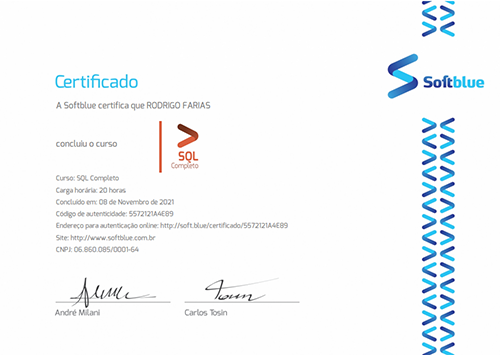 Certificado
Softblue
A Softblue certifica que RODRIGO FARIAS
concluiu o curso
SQL
Completo
Curso: SQL Completo
Carga horária: 20 horas
Concluído em: 08 de Novembro de 2021
Código de autenticidade: 5572121A4E89
Endereço para autenticação online: http://soft.blue/certificado/5572121A4E89
Site: http://www.softblue.com.br
CNPJ: 06.860.085/0001-64
André Milani
Carlos Tosin